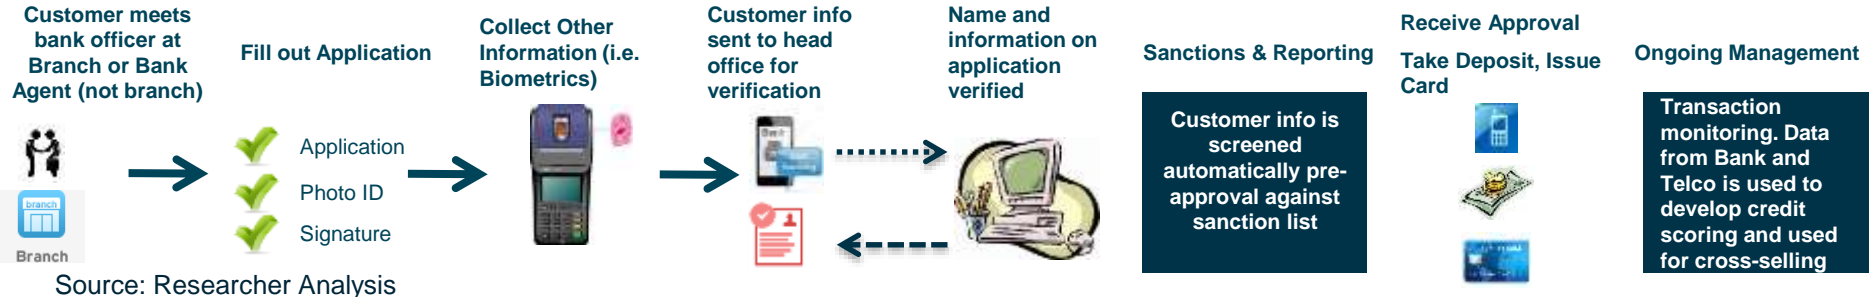 Customer meets
bank officer at
Branch or Bank
Agent (not branch)
branch
Branch
Fill out Application
Application
Photo ID
Signature
Collect Other
Information (i.e.
Biometrics)
Customer info
sent to head
office for
verification
Name and
information on
application
verified
Sanctions & Reporting
Customer info is
screened
automatically pre-
approval against
sanction list
Receive Approval
Take Deposit, Issue
Card
Ongoing Management
Transaction
monitoring. Data
from Bank and
Telco is used to
develop credit
scoring and used
for cross-selling
Source: Researcher Analysis